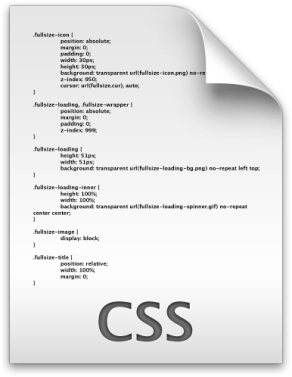 .fullsize-icon {
position: absolute;
margin: 0;
padding: 0;
width: 30px;
height: 30px;
background: transparent url(fullsize-icon.png) no-re
z-index: 950;
cursor: url(fullsize.cur), auto;
}
.fullsize-loading, .fullsize-wrapper {
position: absolute;
margin: 0;
padding: 0;
z-index: 999;
}
.fullsize-loading {
height: 51px;
width: 51px;
background: transparent url(fullsize-loading-bg.png) no-repeat left top;
}
.fullsize-loading-inner {
height: 100%;
width: 100%;
background: transparent url(fullsize-loading-spinner.gif) no-repeat
center center;
}
.fullsize-image {
display: block;
}
.fullsize-title {
position: relative;
width: 100%;
margin: 0;
}
CSS